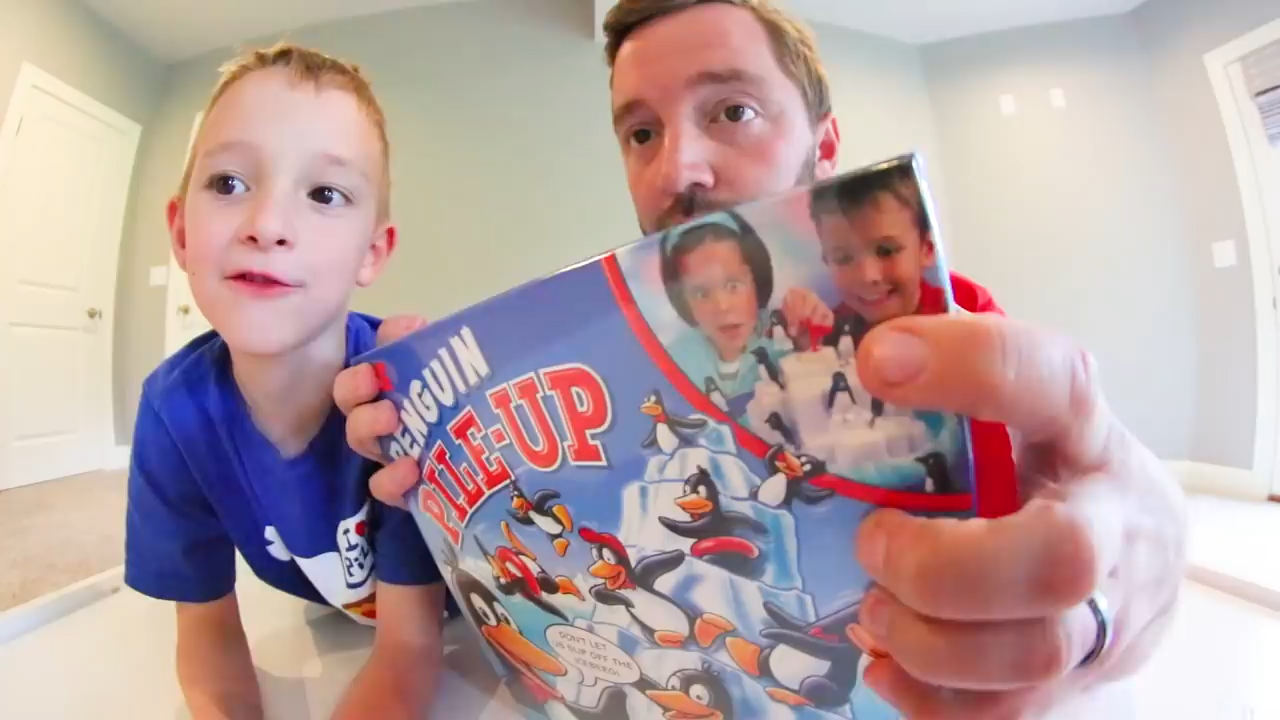 PENGUIN
PILE-UP
DON'T LET
US SLIP OFF THE
ICEBERG!